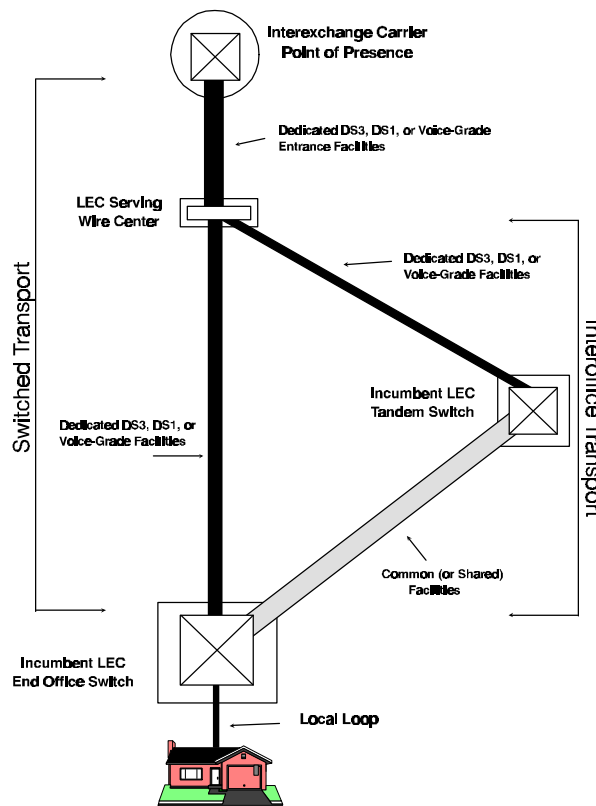 Interexchange Carrier
Point of Presence
Dedicated DS3, DS1, or Voice-Grade
Entrance Facilities
LEC Serving
Wire Center
Dedicated DS3, DS1, or
Voice-Grade Facilities
Switched Transport
Interoffice Transport
Incumbent LEC
Tandem Switch
Dedicated DS3, DS1, or
Voice-Grade Facilities
Common (or Shared)
Facilities
Incumbent LEC
End Office Switch
Local Loop